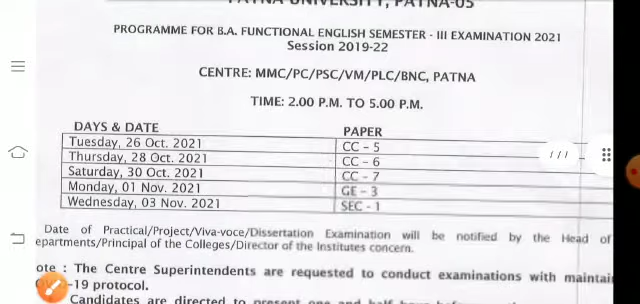 PATNA UNIVERSITY, PATNA-05
PROGRAMME FOR B.A. FUNCTIONAL ENGLISH SEMESTER - III EXAMINATION 2021
Session 2019-22
CENTRE: MMC/PC/PSC/VM/PLC/BNC, PATNA
TIME: 2.00 P.M. TO 5.00 P.M.
DAYS & DATE PAPER
Tuesday, 26 Oct. 2021 CC - 5
Thursday, 28 Oct. 2021 CC - 6
Saturday, 30 Oct. 2021 CC - 7
Monday, 01 Nov. 2021 GE - 3
Wednesday, 03 Nov. 2021 SEC - 1
Date of Practical/Project/Viva-voce/Dissertation Examination will be notified by the Head of
epartments/Principal of the Colleges/Director of the Institutes concern.
ote : The Centre Superintendents are requested to conduct examinations with maintai
-19 protocol.
Candidates are directed to present one and half